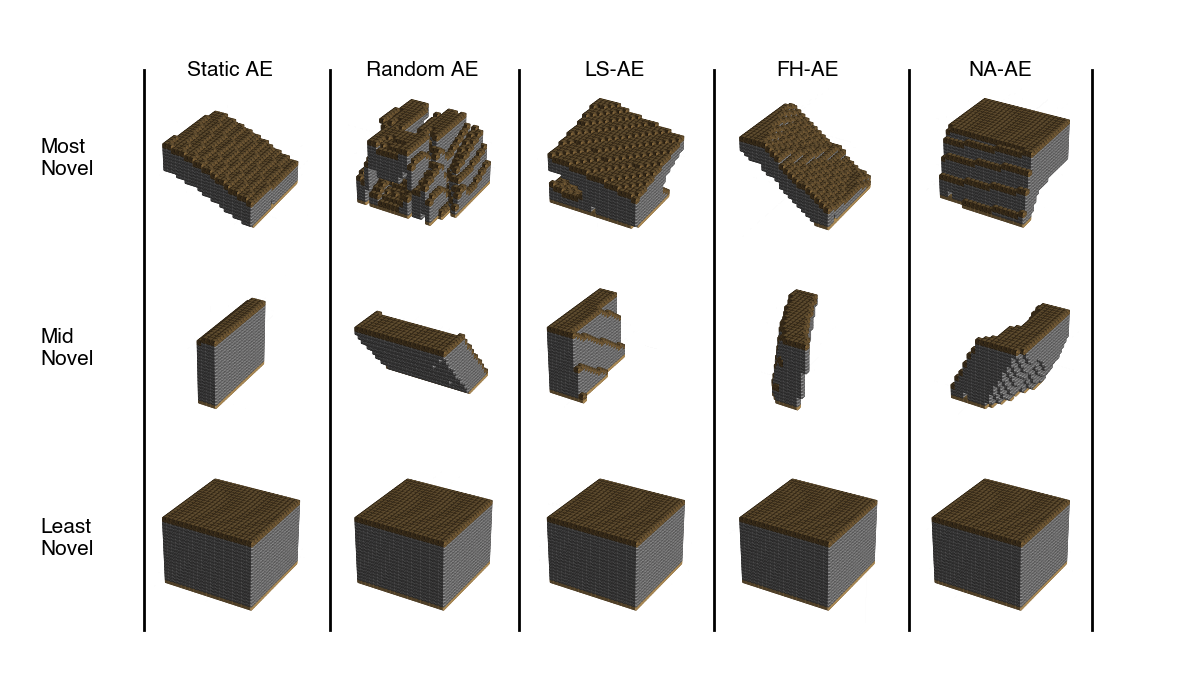 Static AE
Random AE
LS-AE
FH-AE
NA-AE
Most
Novel
Mid
Novel
Least
Novel